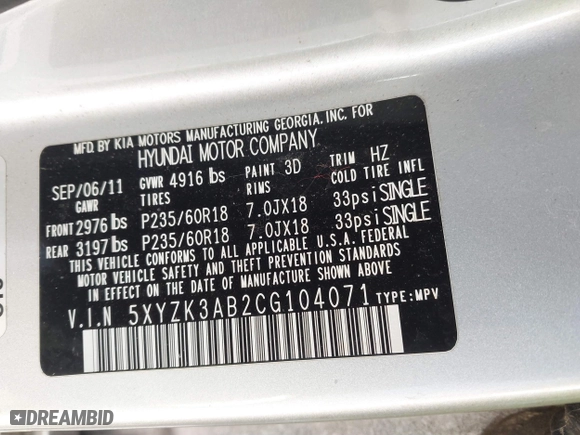 MFD. BY KIA MOTORS MANUFACTURING GEORGIA, INC. FOR
HYUNDAI MOTOR COMPANY
SEP/06/11 GVWR 4916 lbs PAINT 3D TRIM HZ
GAWR TIRES RIMS COLD TIRE INFL
FRONT 2976 lbs P235/60R18 7.0JX18 33psi SINGLE
REAR 3197 lbs P235/60R18 7.0JX18 33psi SINGLE
THIS VEHICLE CONFORMS TO ALL APPLICABLE U.S.A. FEDERAL
MOTOR VEHICLE SAFETY STANDARDS IN EFFECT ON THE
DATE OF MANUFACTURE SHOWN ABOVE.
V.I.N 5XYZK3AB2CG104071 TYPE: MPV
DREAMBID